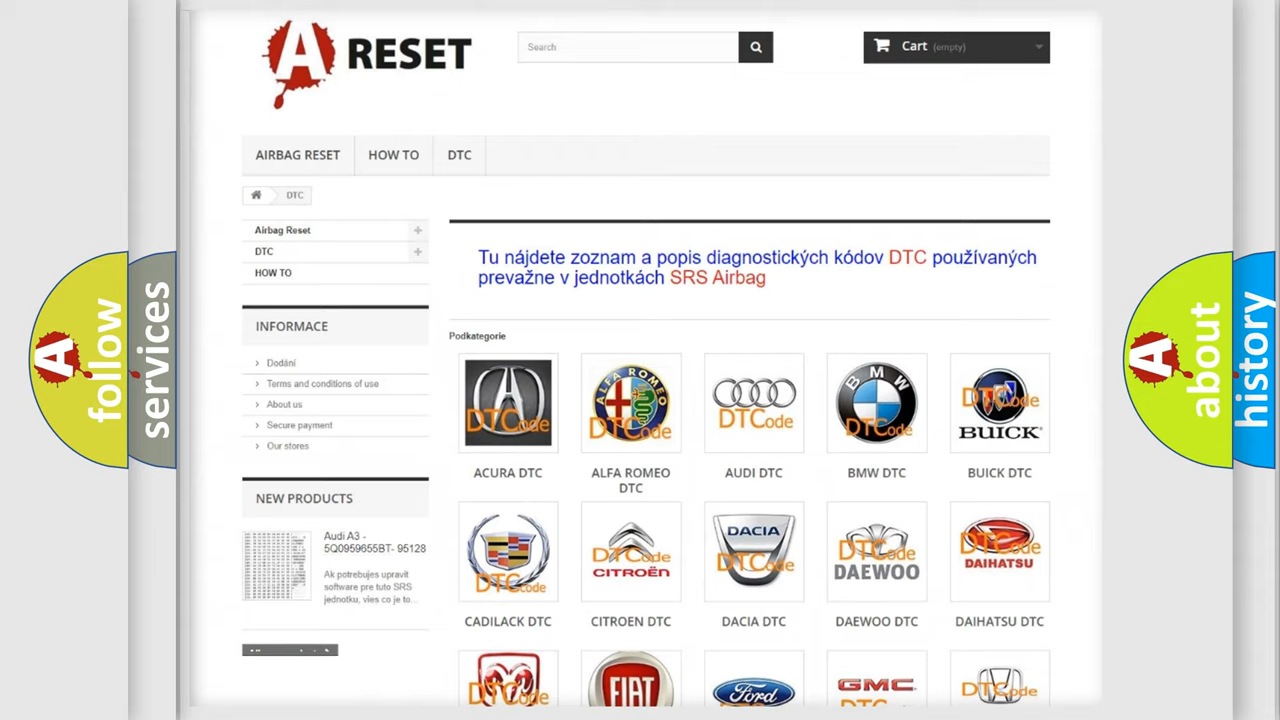 A RESET
Search
Cart (empty)
AIRBAG RESET
HOW TO
DTC
DTC
Airbag Reset
DTC
HOW TO
INFORMACE
Dodání
Terms and conditions of use
About us
Secure payment
Our stores
NEW PRODUCTS
Audi A3 -
5Q0959655BT- 95128
Ak potrebujes upravit
software pre tuto SRS
jednotku, vies co je to...
Tu nájdete zoznam a popis diagnostických kódov DTC používaných
prevažne v jednotkách SRS Airbag
Podkategorie
DTCode
ALFA ROMEO
DTCode
DTCode
BMW
DTCode
DTCode
BUICK
ACURA DTC
ALFA ROMEO
DTC
AUDI DTC
BMW DTC
BUICK DTC
DTCode
DTCode
CITROËN
DACIA
DTCode
DTCode
DAEWOO
DTCode
DAIHATSU
CADILACK DTC
CITROEN DTC
DACIA DTC
DAEWOO DTC
DAIHATSU DTC
DTCode
FIAT
Ford
GMC
DTCode
A follow
services
A about
history